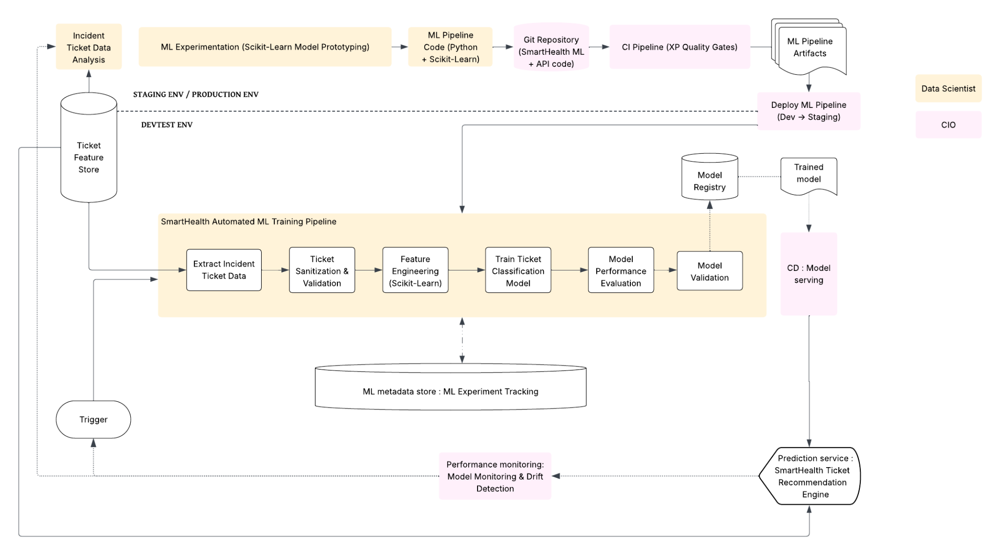 Incident
Ticket Data
Analysis
ML Experimentation (Scikit-Learn Model Prototyping)
ML Pipeline
Code (Python
+ Scikit-Learn)
Git Repository
(SmartHealth ML
+ API code)
CI Pipeline (XP Quality Gates)
ML Pipeline
Artifacts
Data Scientist
CIO
STAGING ENV / PRODUCTION ENV
DEVTEST ENV
Deploy ML Pipeline
(Dev → Staging)
Ticket
Feature
Store
Model
Registry
Trained
model
SmartHealth Automated ML Training Pipeline
Extract Incident
Ticket Data
Ticket
Sanitization &
Validation
Feature
Engineering
(Scikit-Learn)
Train Ticket
Classification
Model
Model
Performance
Evaluation
Model
Validation
CD : Model
serving
ML metadata store : ML Experiment Tracking
Trigger
Performance monitoring:
Model Monitoring & Drift
Detection
Prediction service :
SmartHealth Ticket
Recommendation
Engine